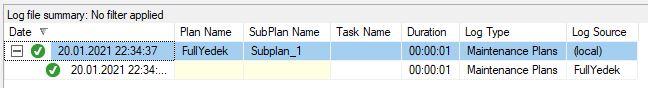 Log file summary: No filter applied
Date Plan Name SubPlan Name Task Name Duration Log Type Log Source
20.01.2021 22:34:37 FullYedek Subplan_1 00:00:01 Maintenance Plans (local)
20.01.2021 22:34:... 00:00:01 Maintenance Plans FullYedek